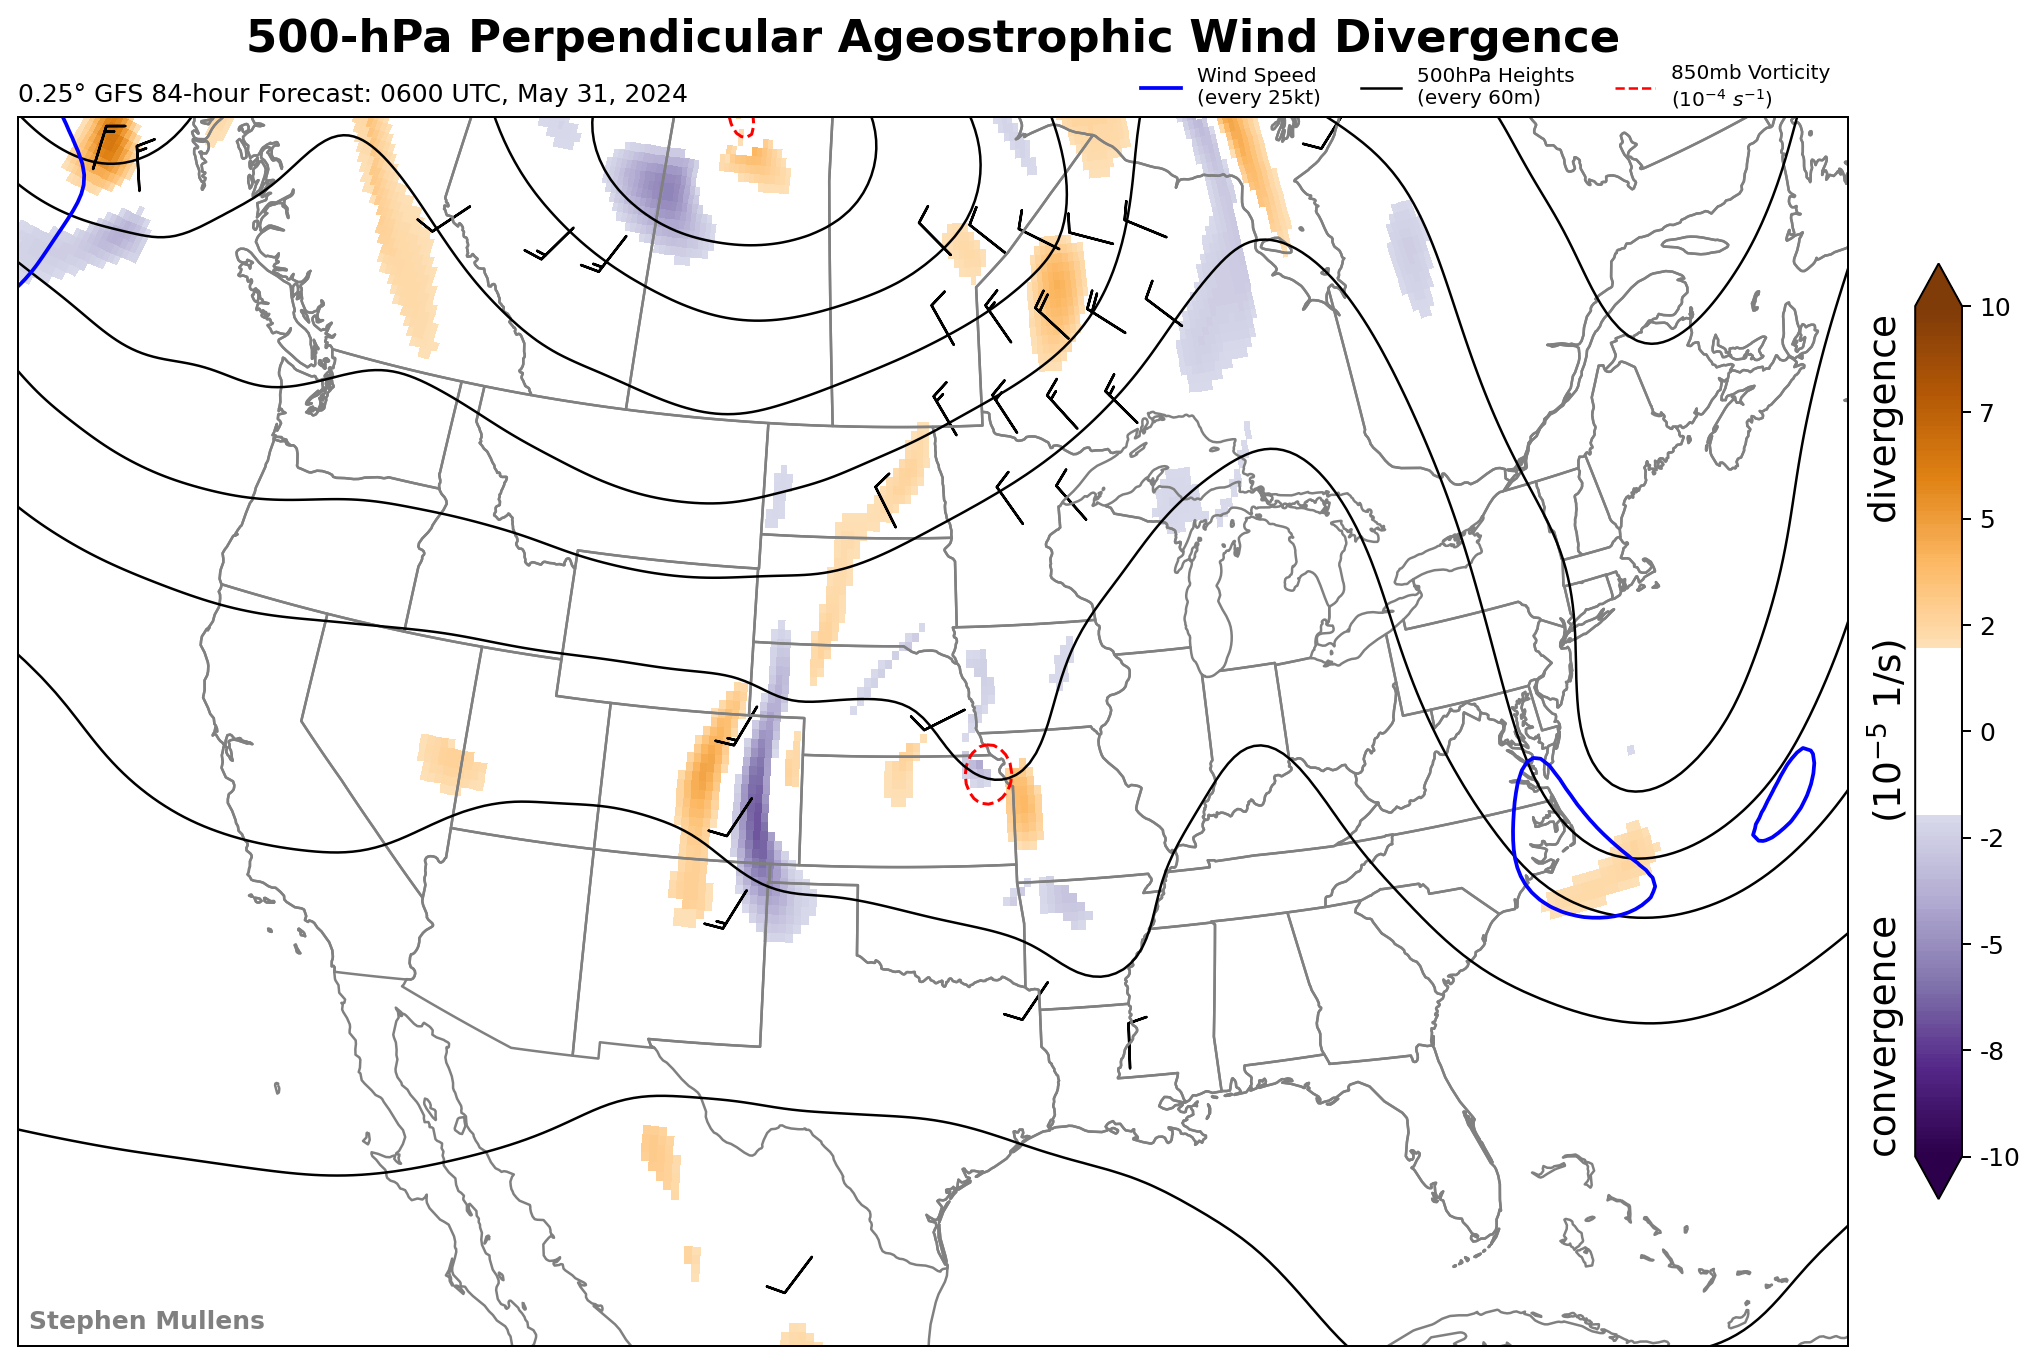 500-hPa Perpendicular Ageostrophic Wind Divergence
0.25° GFS 84-hour Forecast: 0600 UTC, May 31, 2024
Wind Speed
(every 25kt)
500hPa Heights
(every 60m)
850mb Vorticity
(10⁻⁴ s⁻¹)
10
7
5
2
0
-2
-5
-8
-10
convergence (10⁻⁵ 1/s) divergence
Stephen Mullens